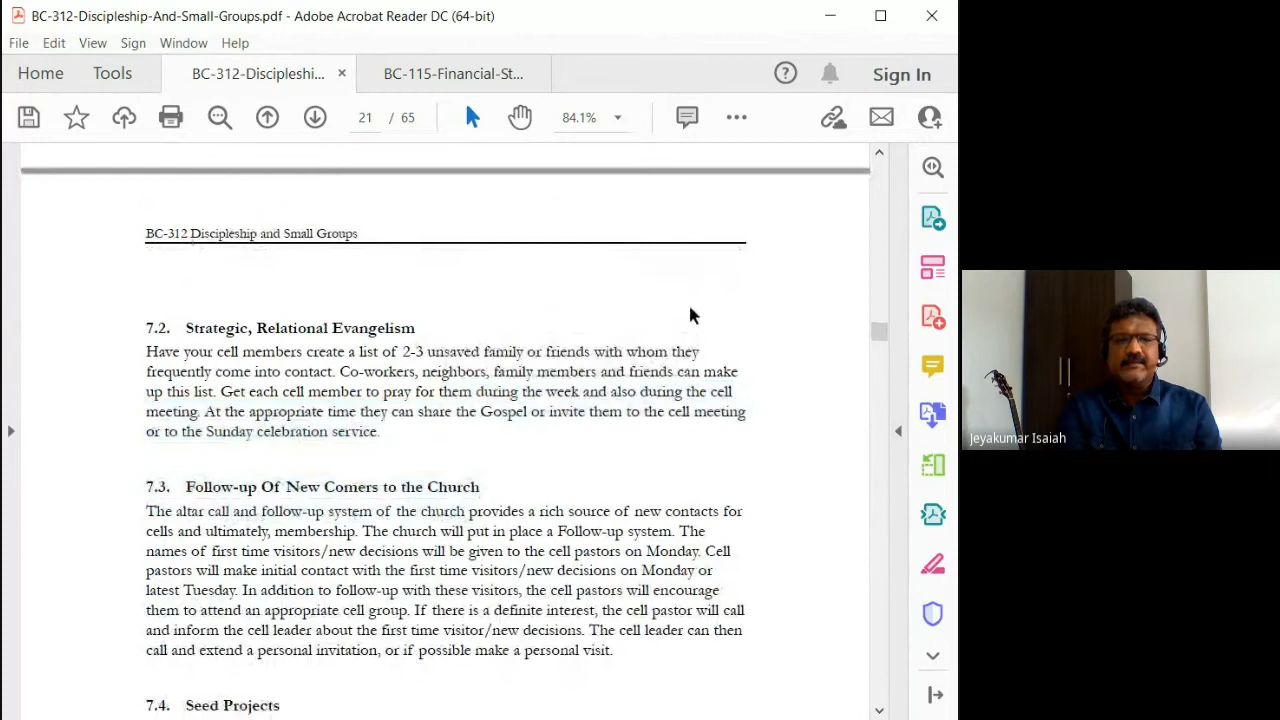 BC-312-Discipleship-And-Small-Groups.pdf - Adobe Acrobat Reader DC (64-bit)
File Edit View Sign Window Help
Home Tools BC-312-Discipleshi... × BC-115-Financial-St... Sign In
21 / 65 84.1%
BC-312 Discipleship and Small Groups
7.2. Strategic, Relational Evangelism
Have your cell members create a list of 2-3 unsaved family or friends with whom they
frequently come into contact. Co-workers, neighbors, family members and friends can make
up this list. Get each cell member to pray for them during the week and also during the cell
meeting. At the appropriate time they can share the Gospel or invite them to the cell meeting
or to the Sunday celebration service.
7.3. Follow-up Of New Comers to the Church
The altar call and follow-up system of the church provides a rich source of new contacts for
cells and ultimately, membership. The church will put in place a Follow-up system. The
names of first time visitors/new decisions will be given to the cell pastors on Monday. Cell
pastors will make initial contact with the first time visitors/new decisions on Monday or
latest Tuesday. In addition to follow-up with these visitors, the cell pastors will encourage
them to attend an appropriate cell group. If there is a definite interest, the cell pastor will call
and inform the cell leader about the first time visitor/new decisions. The cell leader can then
call and extend a personal invitation, or if possible make a personal visit.
7.4. Seed Projects
Jeyakumar Isaiah